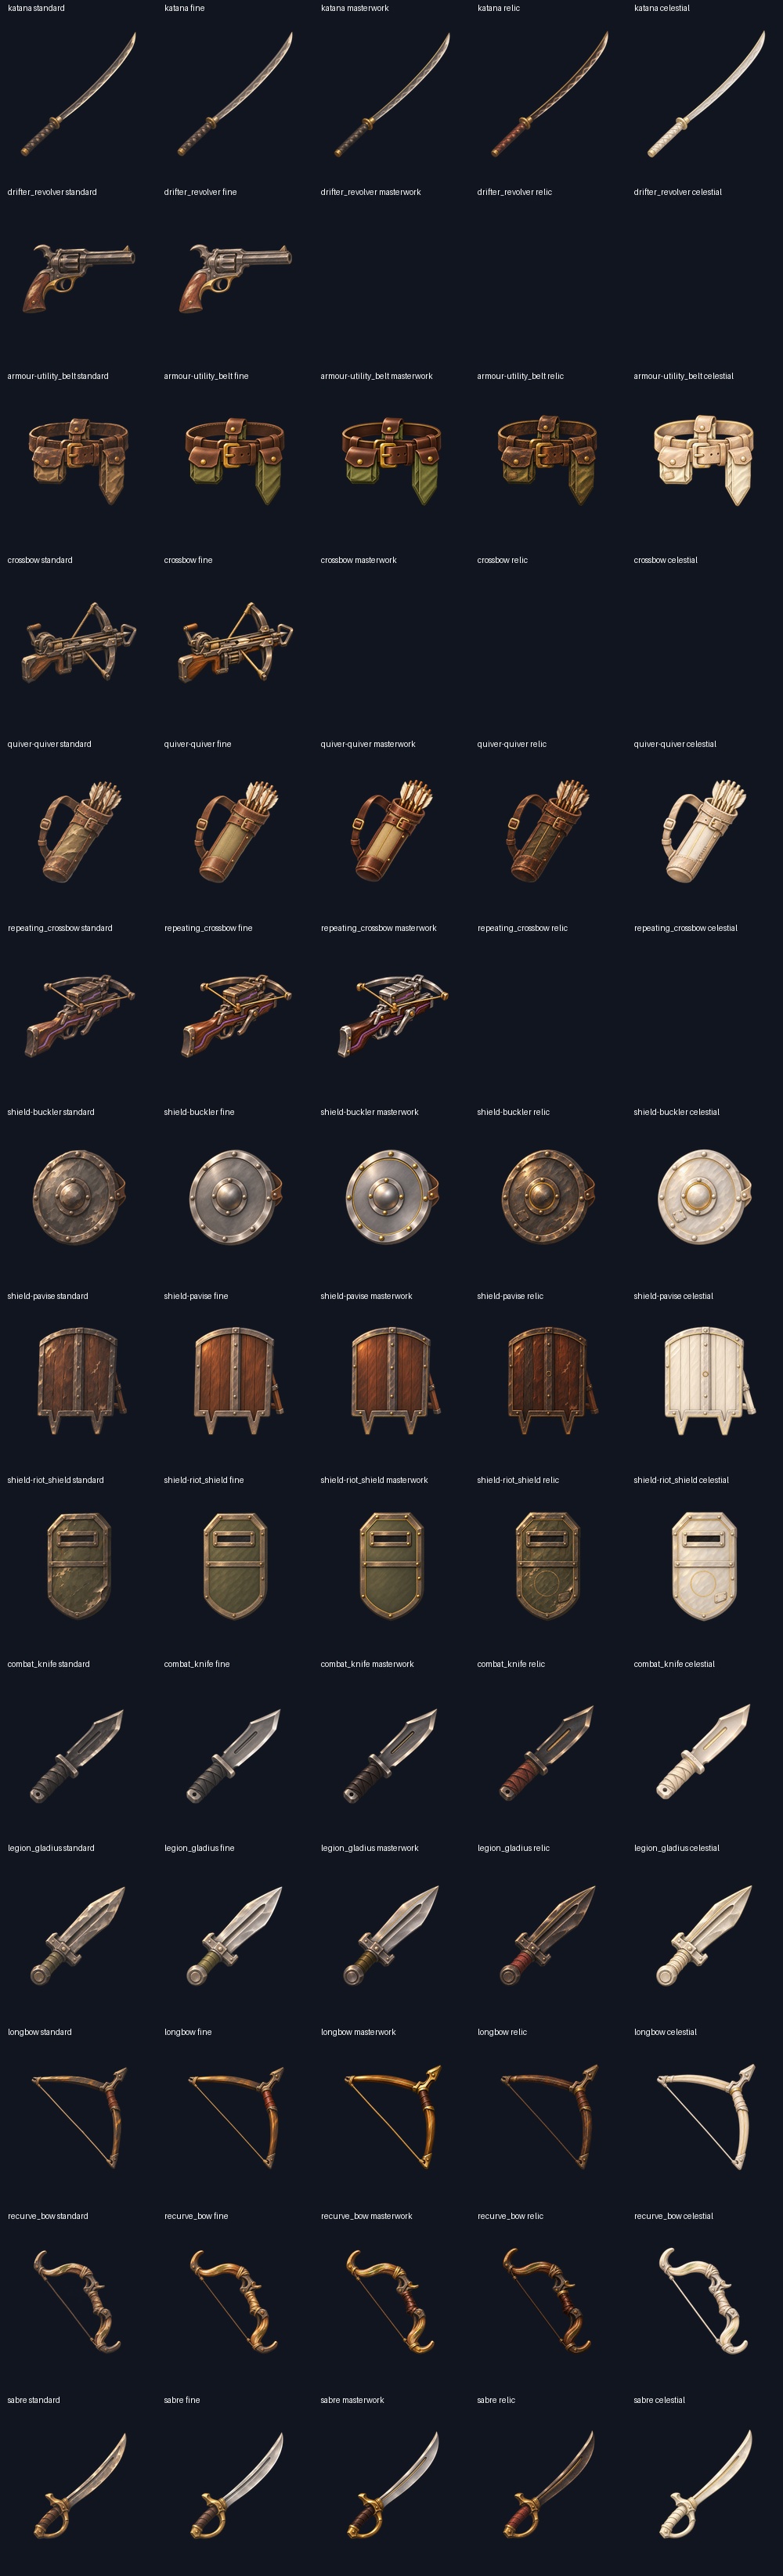 katana standard katana fine katana masterwork katana relic katana celestial
drifter_revolver standard drifter_revolver fine drifter_revolver masterwork drifter_revolver relic drifter_revolver celestial
armour-utility_belt standard armour-utility_belt fine armour-utility_belt masterwork armour-utility_belt relic armour-utility_belt celestial
crossbow standard crossbow fine crossbow masterwork crossbow relic crossbow celestial
quiver-quiver standard quiver-quiver fine quiver-quiver masterwork quiver-quiver relic quiver-quiver celestial
repeating_crossbow standard repeating_crossbow fine repeating_crossbow masterwork repeating_crossbow relic repeating_crossbow celestial
shield-buckler standard shield-buckler fine shield-buckler masterwork shield-buckler relic shield-buckler celestial
shield-pavise standard shield-pavise fine shield-pavise masterwork shield-pavise relic shield-pavise celestial
shield-riot_shield standard shield-riot_shield fine shield-riot_shield masterwork shield-riot_shield relic shield-riot_shield celestial
combat_knife standard combat_knife fine combat_knife masterwork combat_knife relic combat_knife celestial
legion_gladius standard legion_gladius fine legion_gladius masterwork legion_gladius relic legion_gladius celestial
longbow standard longbow fine longbow masterwork longbow relic longbow celestial
recurve_bow standard recurve_bow fine recurve_bow masterwork recurve_bow relic recurve_bow celestial
sabre standard sabre fine sabre masterwork sabre relic sabre celestial